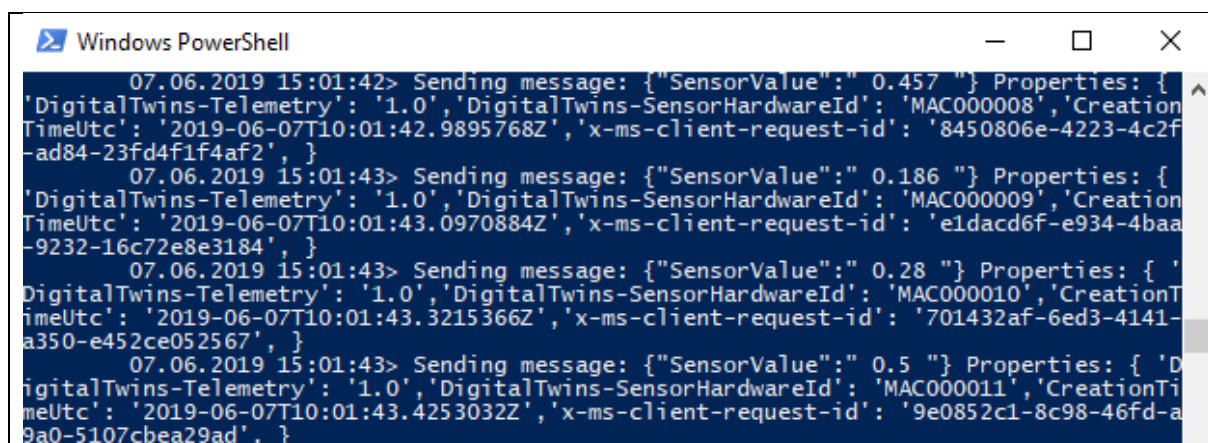 Windows PowerShell
07.06.2019 15:01:42> Sending message: {"SensorValue":" 0.457 "} Properties: {
'DigitalTwins-Telemetry': '1.0','DigitalTwins-SensorHardwareId': 'MAC000008','Creation
TimeUtc': '2019-06-07T10:01:42.9895768Z','x-ms-client-request-id': '8450806e-4223-4c2f
-ad84-23fd4f1f4af2', }
07.06.2019 15:01:43> Sending message: {"SensorValue":" 0.186 "} Properties: {
'DigitalTwins-Telemetry': '1.0','DigitalTwins-SensorHardwareId': 'MAC000009','Creation
TimeUtc': '2019-06-07T10:01:43.0970884Z','x-ms-client-request-id': 'e1dacd6f-e934-4baa
-9232-16c72e8e3184', }
07.06.2019 15:01:43> Sending message: {"SensorValue":" 0.28 "} Properties: { '
DigitalTwins-Telemetry': '1.0','DigitalTwins-SensorHardwareId': 'MAC000010','CreationT
imeUtc': '2019-06-07T10:01:43.3215366Z','x-ms-client-request-id': '701432af-6ed3-4141-
a350-e452ce052567', }
07.06.2019 15:01:43> Sending message: {"SensorValue":" 0.5 "} Properties: { 'D
igitalTwins-Telemetry': '1.0','DigitalTwins-SensorHardwareId': 'MAC000011','CreationTi
meUtc': '2019-06-07T10:01:43.4253032Z','x-ms-client-request-id': '9e0852c1-8c98-46fd-a
9a0-5107cbea29ad', }